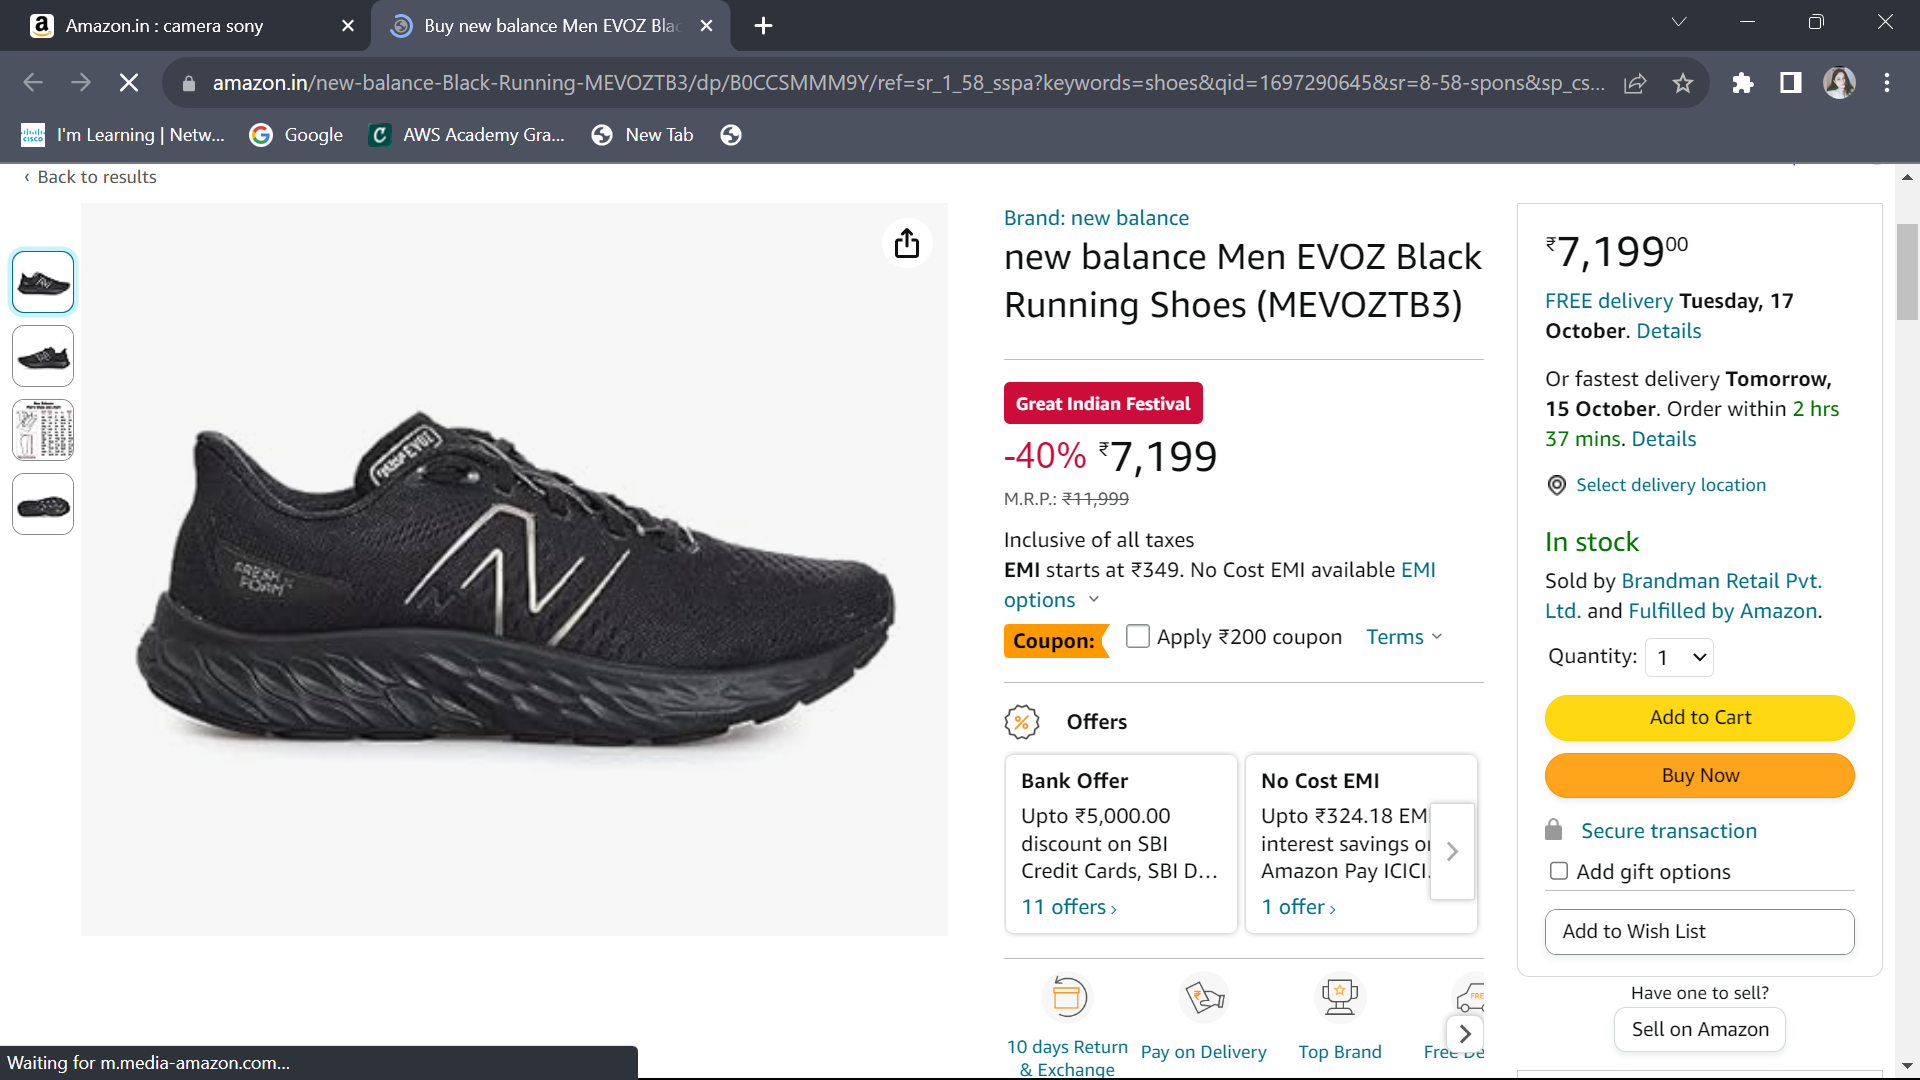 Amazon.in : camera sony
Buy new balance Men EVOZ Blac
amazon.in/new-balance-Black-Running-MEVOZTB3/dp/B0CCSMMM9Y/ref=sr_1_58_sspa?keywords=shoes&qid=1697290645&sr=8-58-spons&sp_cs...
I'm Learning | Netw...
Google
AWS Academy Gra...
New Tab
‹ Back to results
FRESH FOAM
EVOZ
Brand: new balance
new balance Men EVOZ Black
Running Shoes (MEVOZTB3)
Great Indian Festival
-40% ₹7,199
M.R.P.: ₹11,999
Inclusive of all taxes
EMI starts at ₹349. No Cost EMI available EMI
options
Coupon: Apply ₹200 coupon Terms
Offers
Bank Offer
Upto ₹5,000.00
discount on SBI
Credit Cards, SBI D...
11 offers ›
No Cost EMI
Upto ₹324.18 EM
interest savings o
Amazon Pay ICICI
1 offer ›
10 days Return
& Exchange
Pay on Delivery
Top Brand
Free De
₹7,199 00
FREE delivery Tuesday, 17
October. Details
Or fastest delivery Tomorrow,
15 October. Order within 2 hrs
37 mins. Details
Select delivery location
In stock
Sold by Brandman Retail Pvt.
Ltd. and Fulfilled by Amazon.
Quantity: 1
Add to Cart
Buy Now
Secure transaction
Add gift options
Add to Wish List
Have one to sell?
Sell on Amazon
Waiting for m.media-amazon.com...